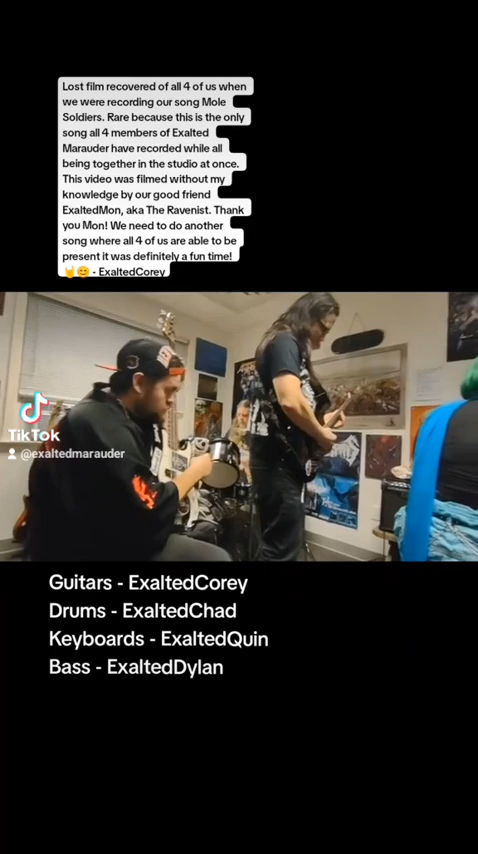 Lost film recovered of all 4 of us when
we were recording our song Mole
Soldiers. Rare because this is the only
song all 4 members of Exalted
Marauder have recorded while all
being together in the studio at once.
This video was filmed without my
knowledge by our good friend
ExaltedMon, aka The Ravenist. Thank
you Mon! We need to do another
song where all 4 of us are able to be
present it was definitely a fun time!
🤘😊 - ExaltedCorey
TikTok
@exaltedmarauder
Guitars - ExaltedCorey
Drums - ExaltedChad
Keyboards - ExaltedQuin
Bass - ExaltedDylan